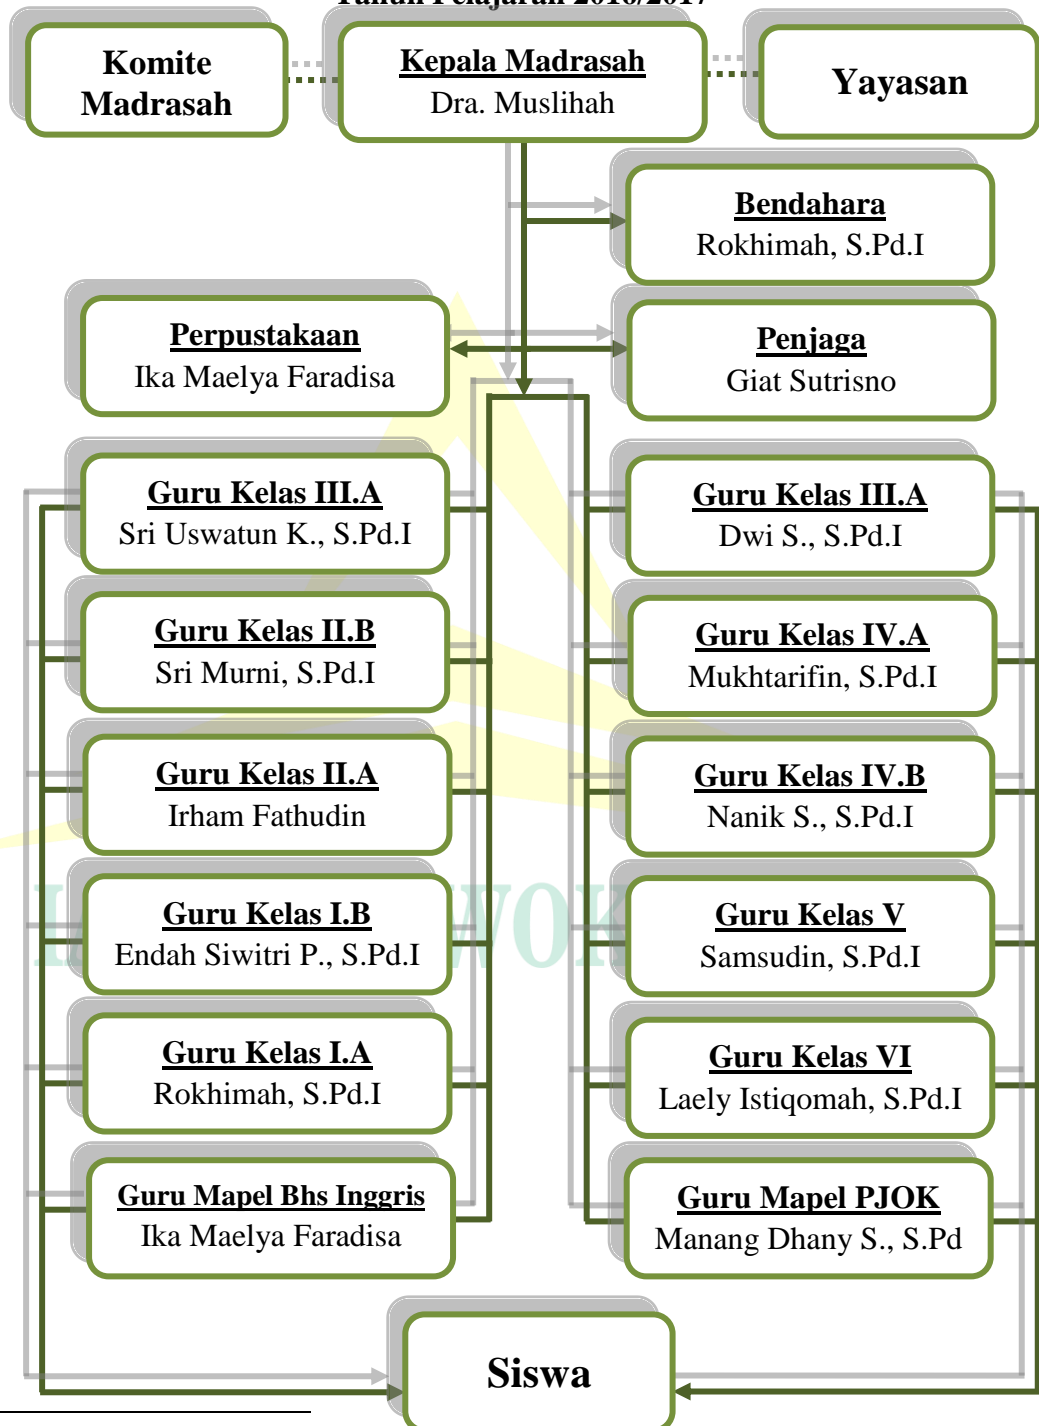 Tahun Pelajaran 2016/2017
Komite
Madrasah
Kepala Madrasah
Dra. Muslihah
Yayasan
Bendahara
Rokhimah, S.Pd.I
Perpustakaan
Ika Maelya Faradisa
Penjaga
Giat Sutrisno
Guru Kelas III.A
Sri Uswatun K., S.Pd.I
Guru Kelas III.A
Dwi S., S.Pd.I
Guru Kelas II.B
Sri Murni, S.Pd.I
Guru Kelas IV.A
Mukhtarifin, S.Pd.I
Guru Kelas II.A
Irham Fathudin
Guru Kelas IV.B
Nanik S., S.Pd.I
Guru Kelas I.B
Endah Siwitri P., S.Pd.I
Guru Kelas V
Samsudin, S.Pd.I
Guru Kelas I.A
Rokhimah, S.Pd.I
Guru Kelas VI
Laely Istiqomah, S.Pd.I
Guru Mapel Bhs Inggris
Ika Maelya Faradisa
Guru Mapel PJOK
Manang Dhany S., S.Pd
Siswa